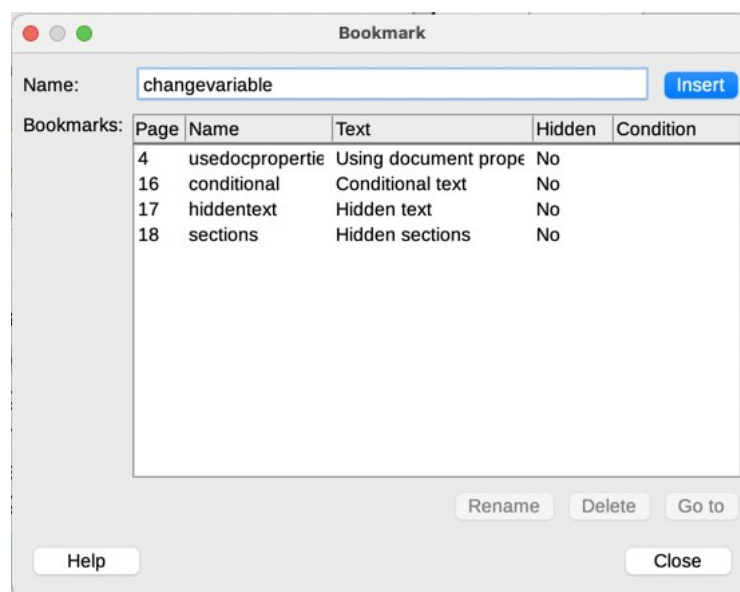 Bookmark
Name: changevariable Insert
Bookmarks: Page Name Text Hidden Condition
4 usedocpropertie Using document prope No
16 conditional Conditional text No
17 hiddentext Hidden text No
18 sections Hidden sections No
Rename Delete Go to
Help Close